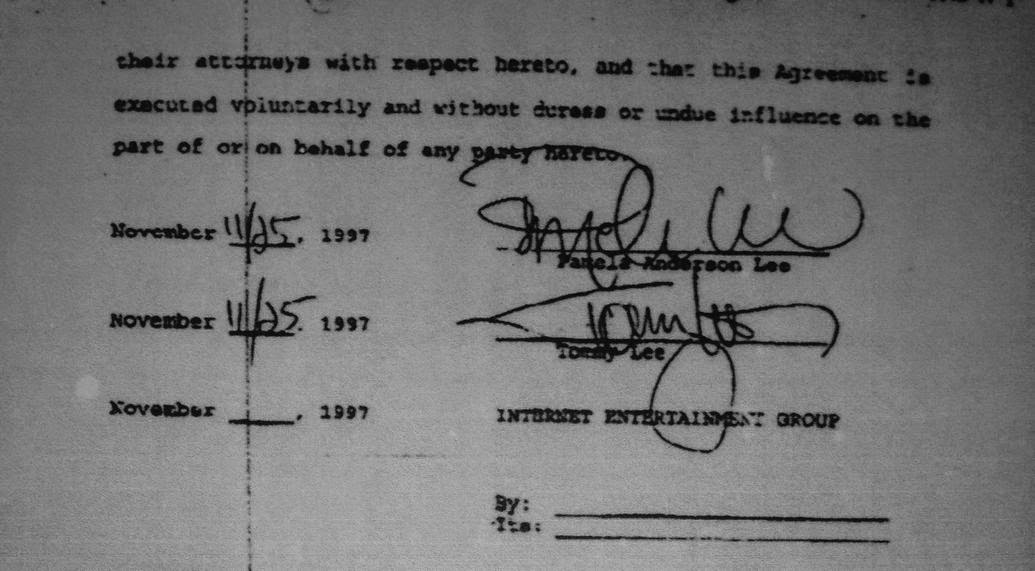 their attorneys with respect hereto, and that this Agreement is
executed voluntarily and without duress or undue influence on the
part of or on behalf of any party hereto.
November 11/25, 1997
Pamela Anderson Lee
November 11/25, 1997
Tommy Lee
November ____, 1997
INTERNET ENTERTAINMENT GROUP
By:
Its: